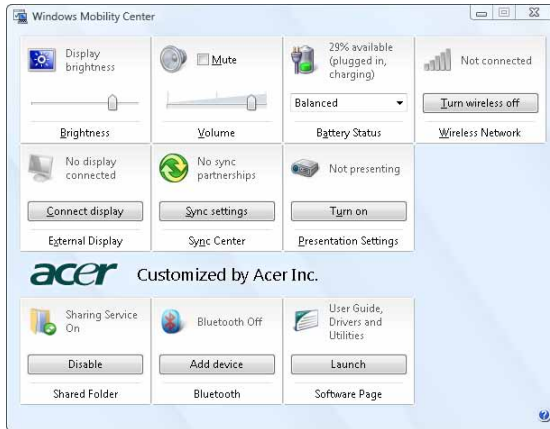 Windows Mobility Center
Display
brightness
Brightness
Mute
Volume
29% available
(plugged in,
charging)
Balanced
Battery Status
Not connected
Turn wireless off
Wireless Network
No display
connected
Connect display
External Display
No sync
partnerships
Sync settings
Sync Center
Not presenting
Turn on
Presentation Settings
acer Customized by Acer Inc.
Sharing Service
On
Disable
Shared Folder
Bluetooth Off
Add device
Bluetooth
User Guide,
Drivers and
Utilities
Launch
Software Page